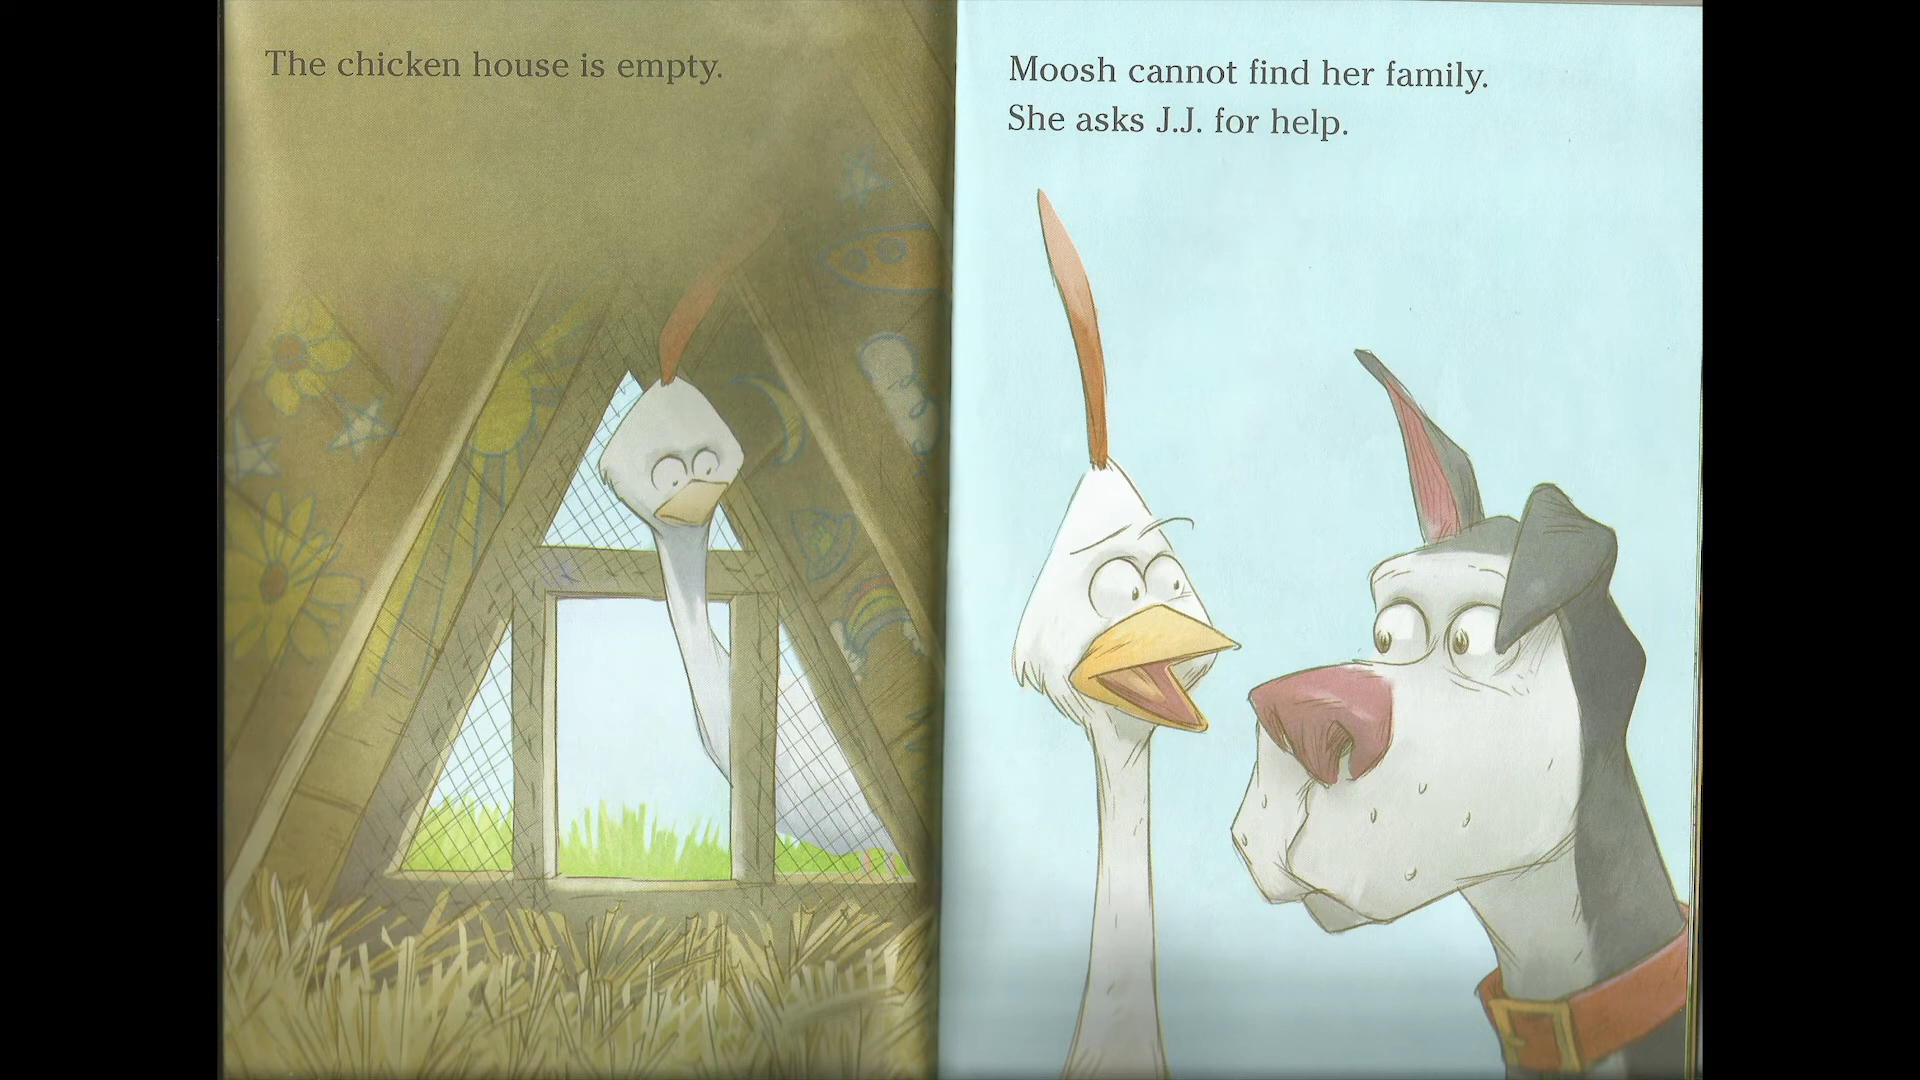 The chicken house is empty.
Moosh cannot find her family.
She asks J.J. for help.